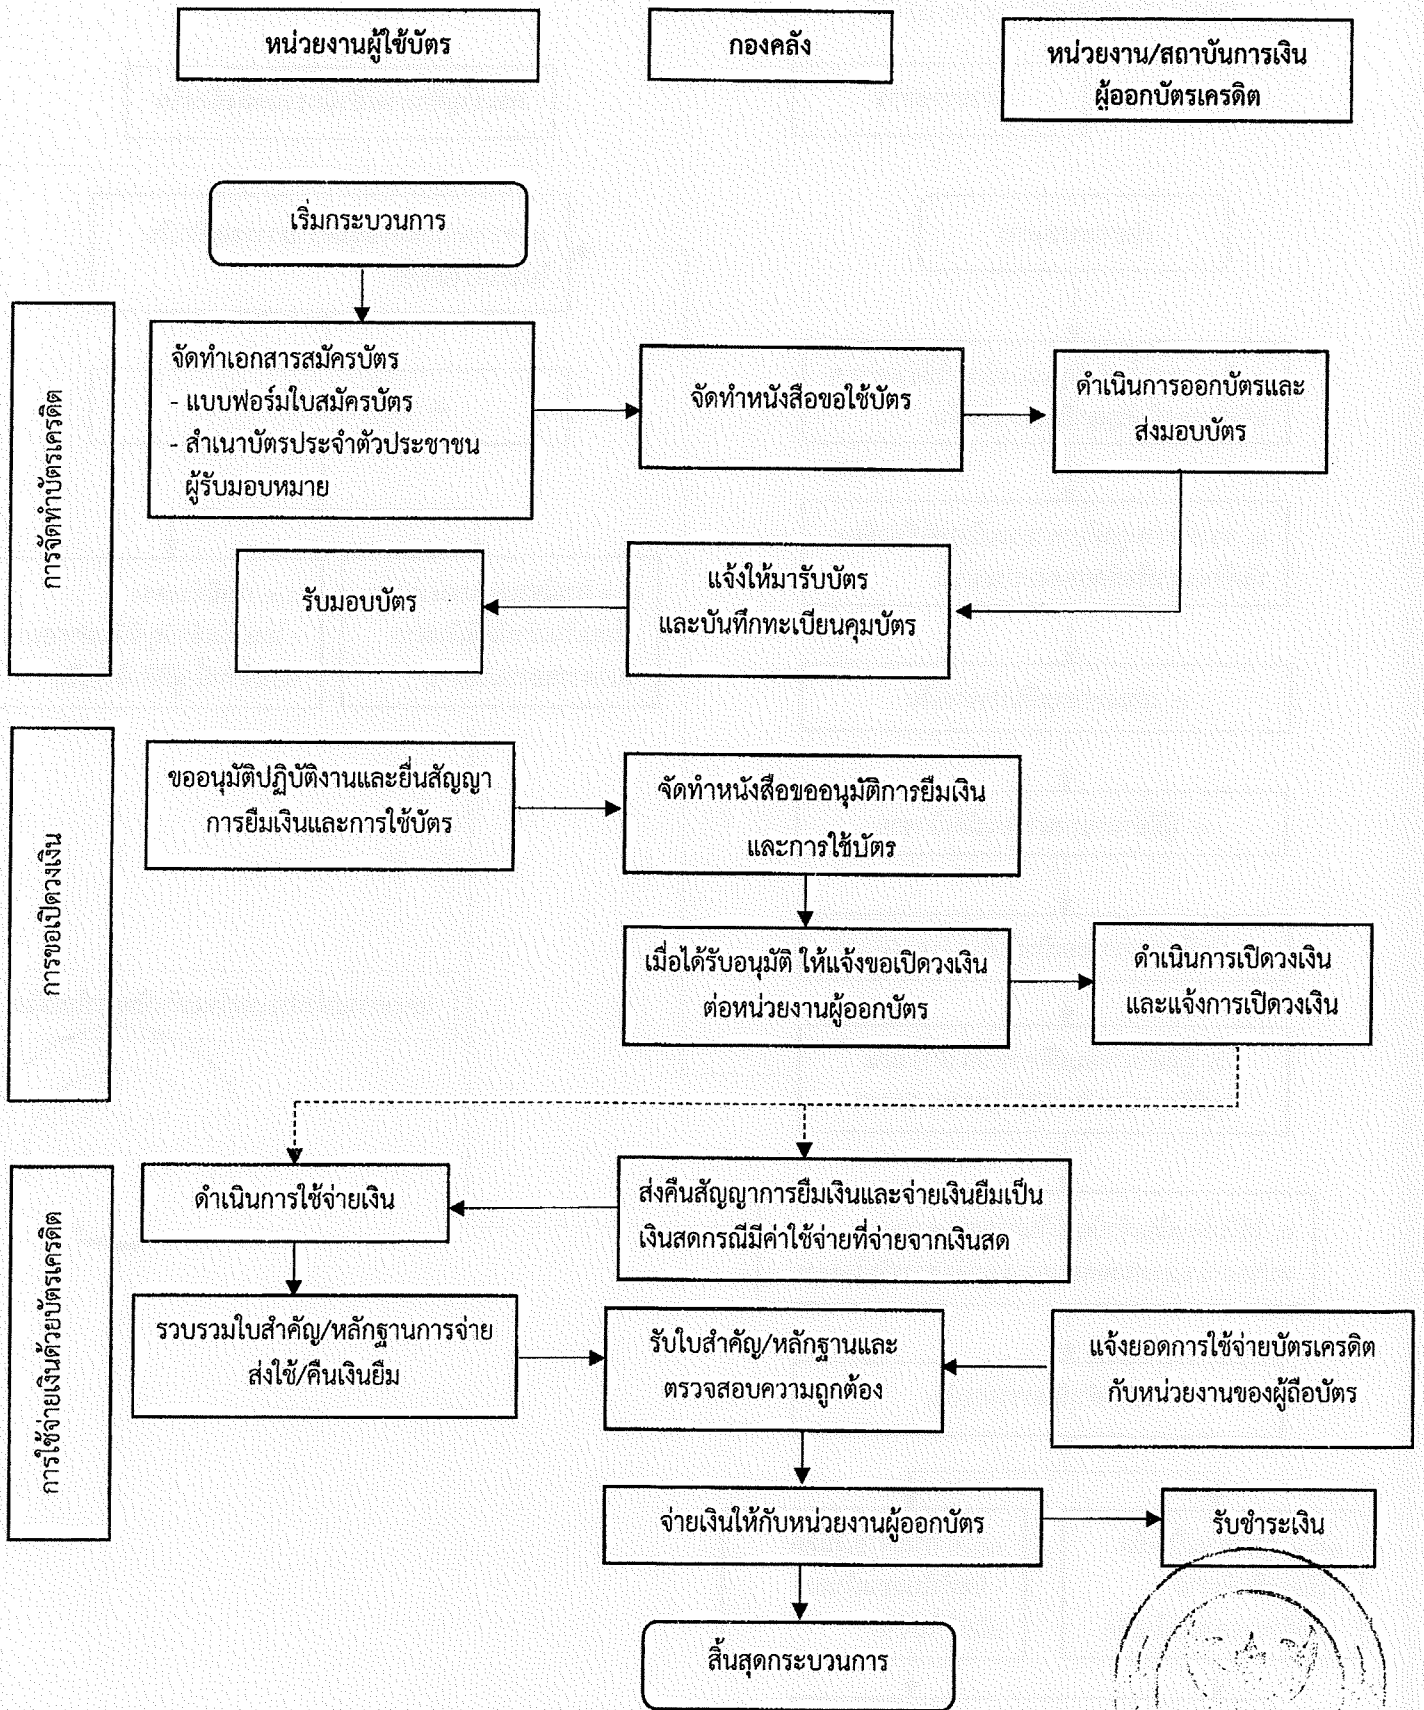 หน่วยงานผู้ใช้บัตร
กองคลัง
หน่วยงาน/สถาบันการเงิน
ผู้ออกบัตรเครดิต
เริ่มกระบวนการ
การจัดทำบัตรเครดิต
จัดทำเอกสารสมัครบัตร
- แบบฟอร์มใบสมัครบัตร
- สำเนาบัตรประจำตัวประชาชน
ผู้รับมอบหมาย
จัดทำหนังสือขอใช้บัตร
ดำเนินการออกบัตรและ
ส่งมอบบัตร
รับมอบบัตร
แจ้งให้มารับบัตร
และบันทึกทะเบียนคุมบัตร
การขอเปิดวงเงิน
ขออนุมัติปฏิบัติงานและยื่นสัญญา
การยืมเงินและการใช้บัตร
จัดทำหนังสือขออนุมัติการยืมเงิน
และการใช้บัตร
เมื่อได้รับอนุมัติ ให้แจ้งขอเปิดวงเงิน
ต่อหน่วยงานผู้ออกบัตร
ดำเนินการเปิดวงเงิน
และแจ้งการเปิดวงเงิน
การใช้จ่ายเงินด้วยบัตรเครดิต
ดำเนินการใช้จ่ายเงิน
ส่งคืนสัญญาการยืมเงินและจ่ายเงินยืมเป็น
เงินสดกรณีมีค่าใช้จ่ายที่จ่ายจากเงินสด
รวบรวมใบสำคัญ/หลักฐานการจ่าย
ส่งใช้/คืนเงินยืม
รับใบสำคัญ/หลักฐานและ
ตรวจสอบความถูกต้อง
แจ้งยอดการใช้จ่ายบัตรเครดิต
กับหน่วยงานของผู้ถือบัตร
จ่ายเงินให้กับหน่วยงานผู้ออกบัตร
รับชำระเงิน
สิ้นสุดกระบวนการ